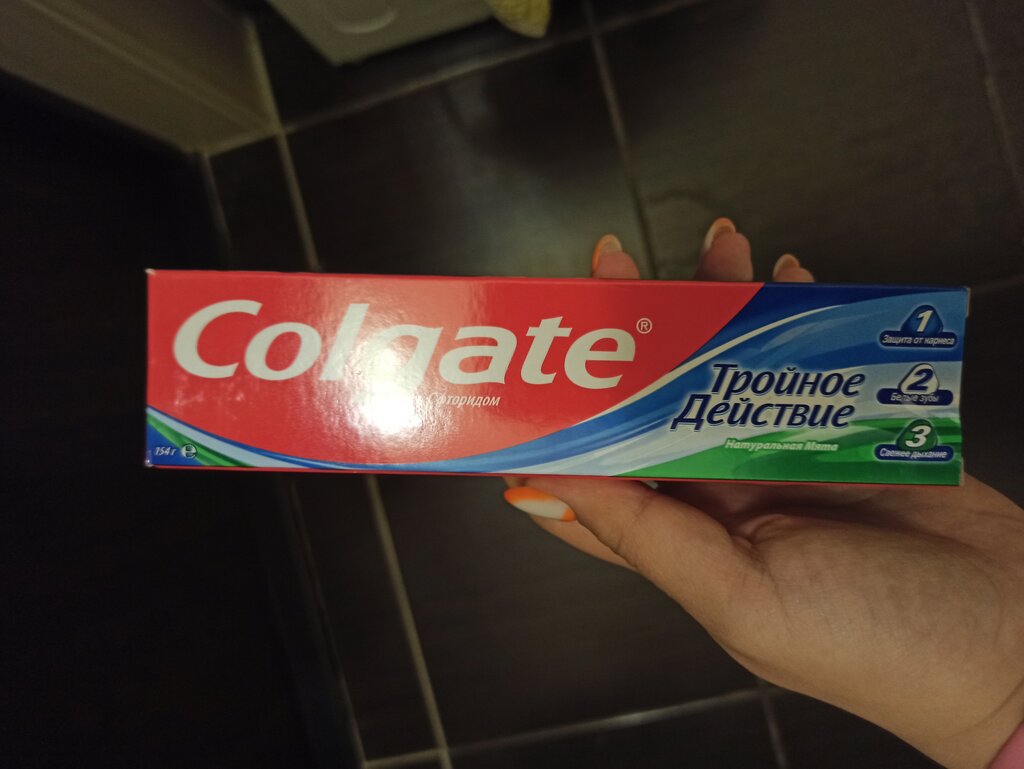 Colgate®
фторидом
154 г
Тройное
Действие
Натуральная Мята
1
Защита от кариеса
2
Белые зубы
3
Свежее дыхание